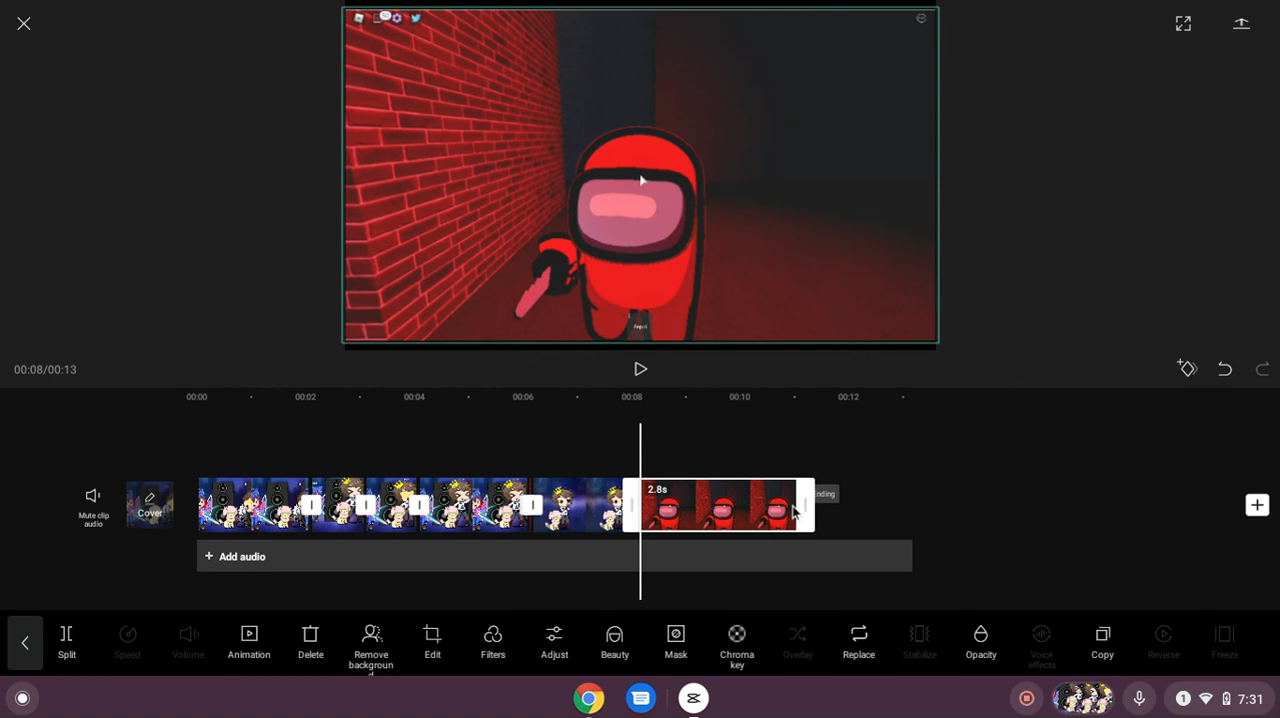 00:08/00:13
00:00
00:02
00:04
00:06
00:08
00:10
00:12
Mute clip
audio
Cover
2.8s
Ending
+ Add audio
Split
Speed
Volume
Animation
Delete
Remove
backgroun
d
Edit
Filters
Adjust
Beauty
Mask
Chroma
key
Overlay
Replace
Stabilize
Opacity
Voice
effects
Copy
Reverse
Freeze
1
7:31